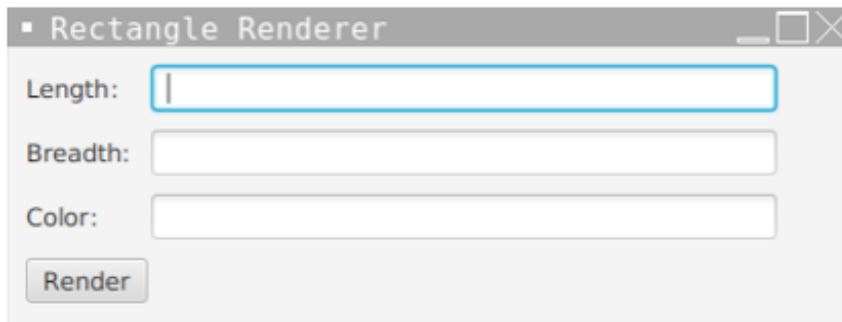 Rectangle Renderer
Length:
Breadth:
Color:
Render